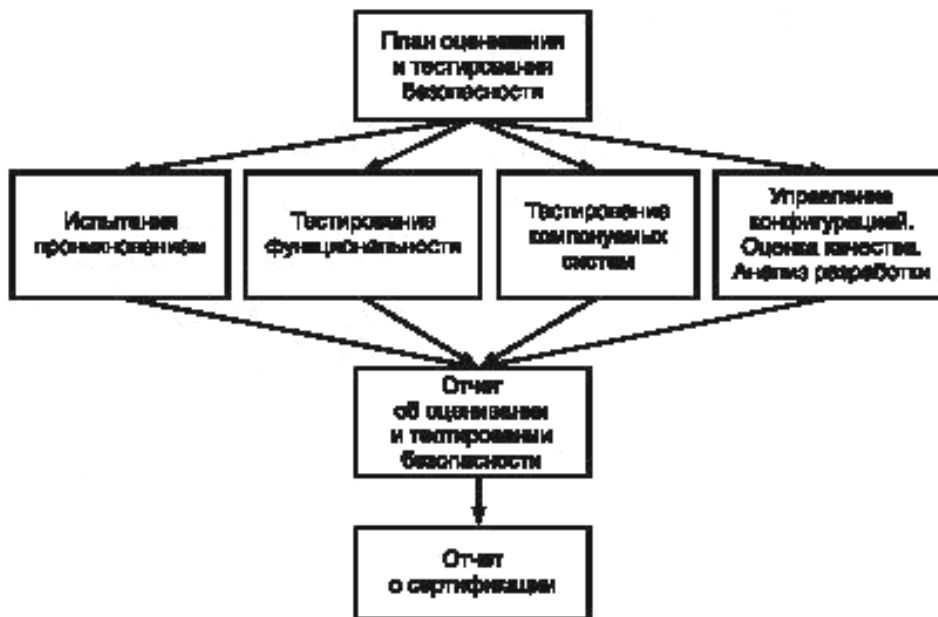 План оценивания
и тестирования
безопасности
Испытания
проникновением
Тестирование
функциональности
Тестирование
компонуемых
систем
Управление
конфигурацией.
Оценка качества.
Анализ разработки
Отчет
об оценивании
и тестировании
безопасности
Отчет
о сертификации